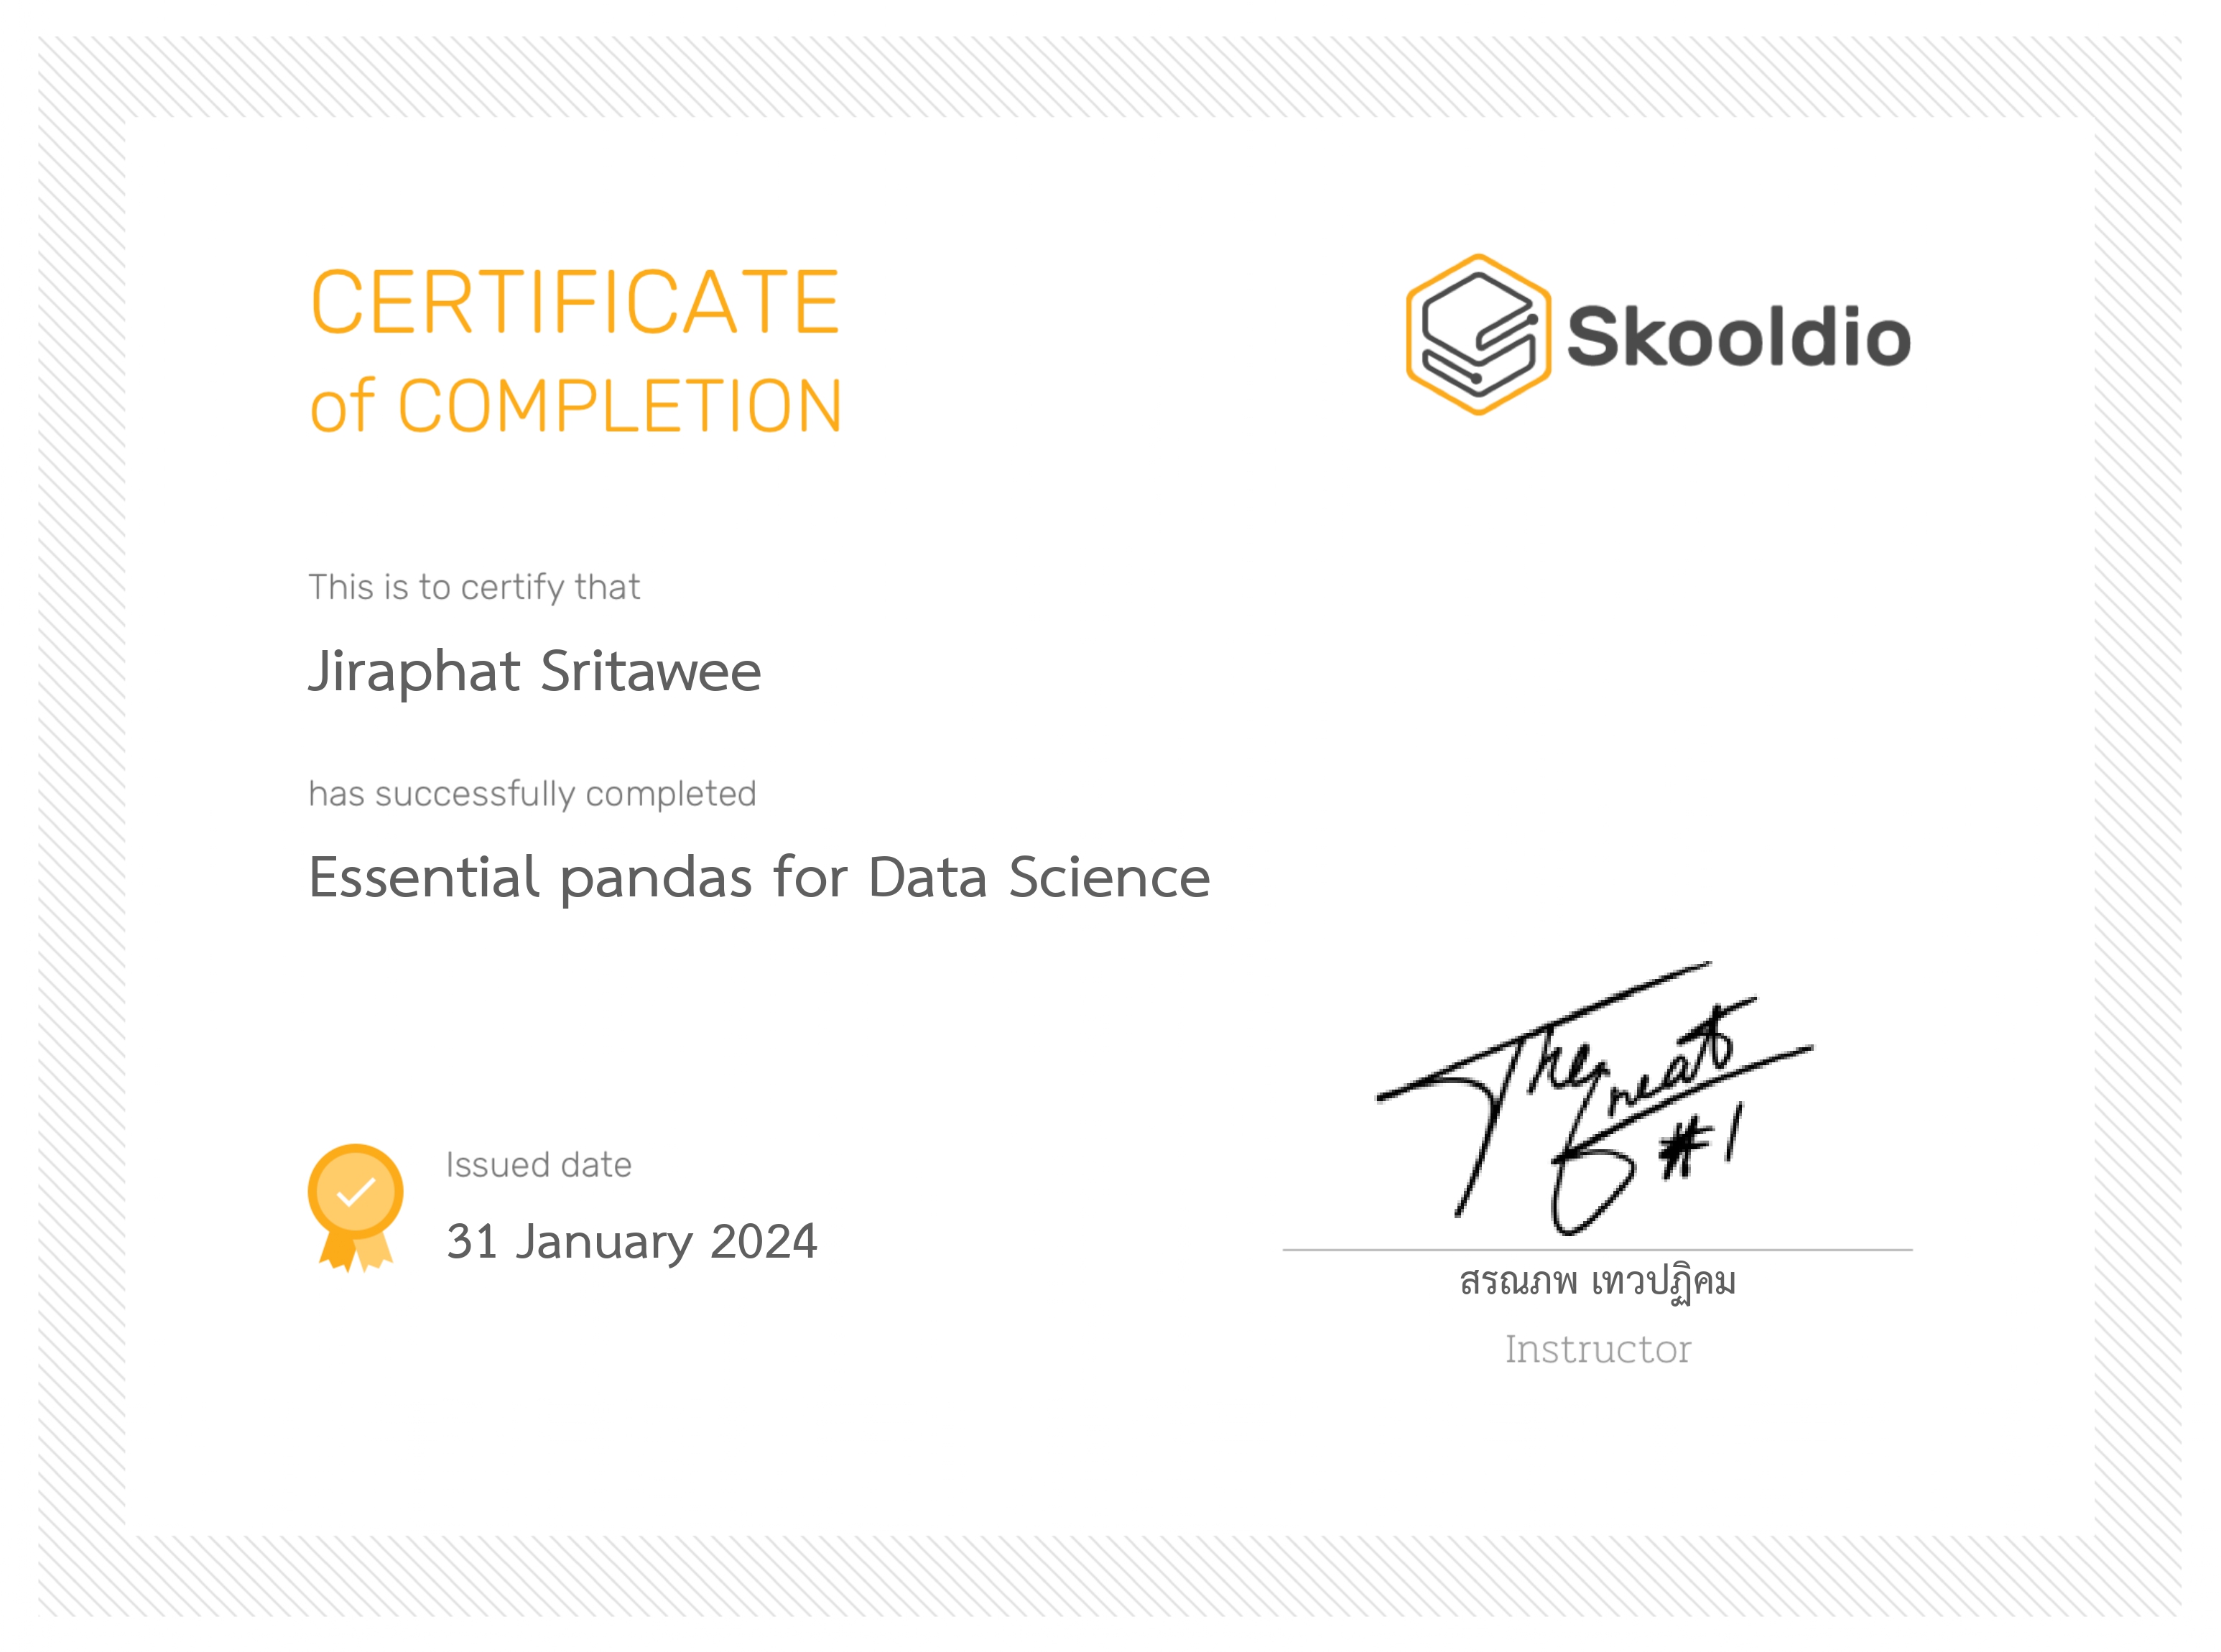 CERTIFICATE
of COMPLETION
Skooldio
This is to certify that
Jiraphat Sritawee
has successfully completed
Essential pandas for Data Science
Issued date
31 January 2024
#1
สรณภพ เทวปฏิคม
Instructor